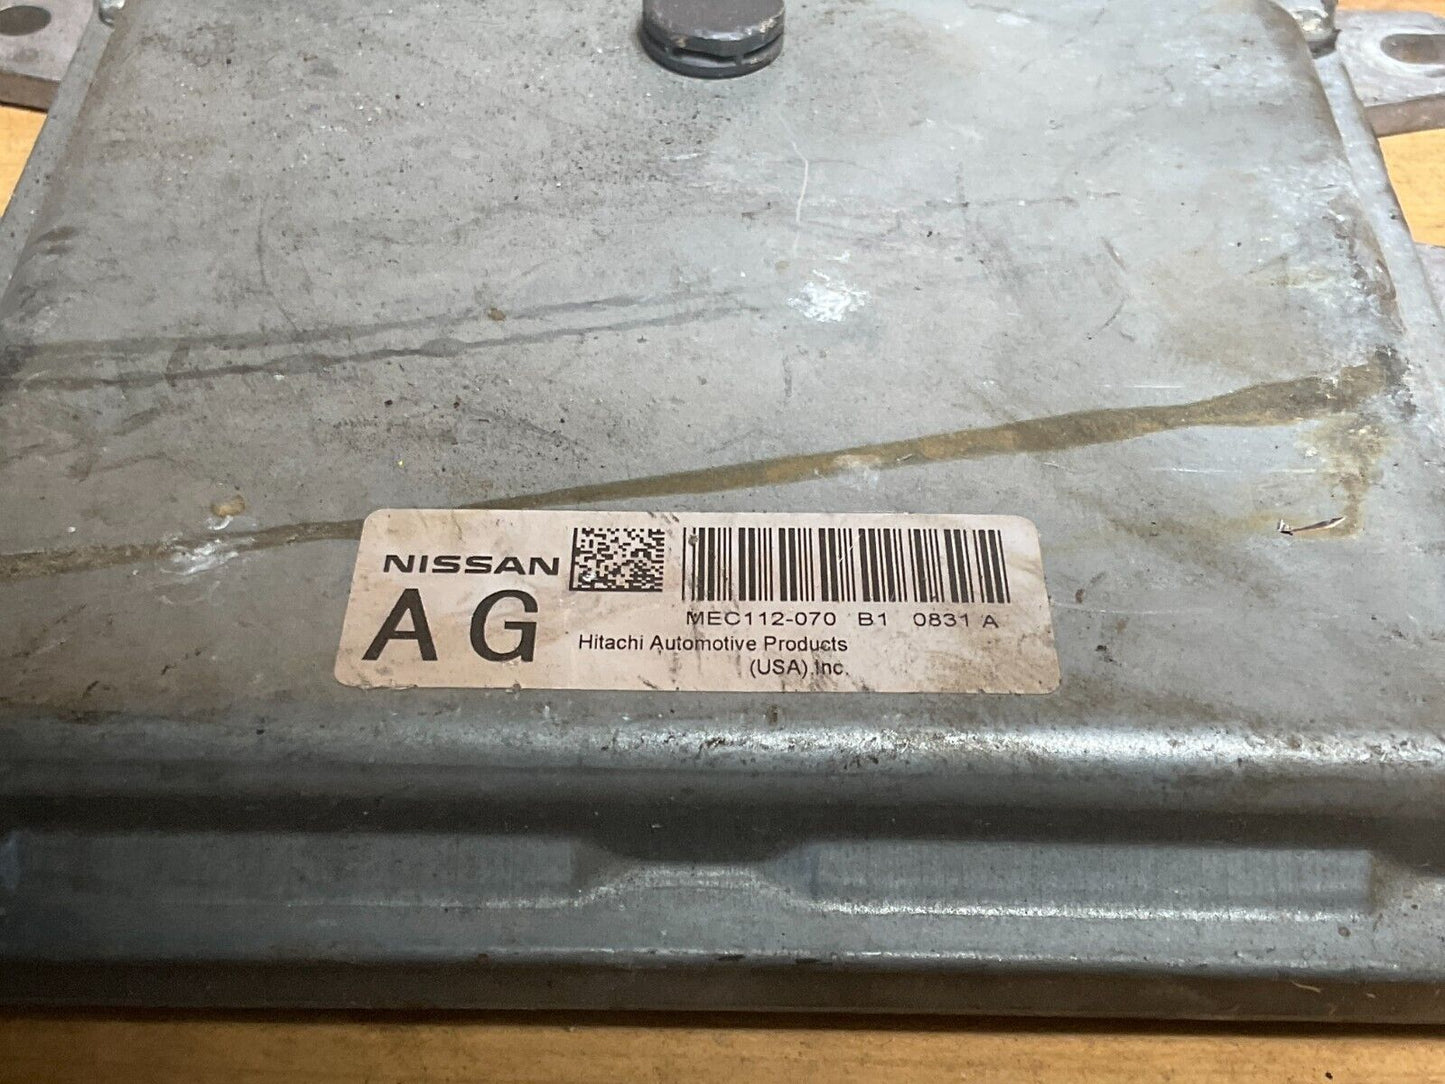 NISSAN
AG
MEC112-070 B1 0831 A
Hitachi Automotive Products
(USA), Inc.